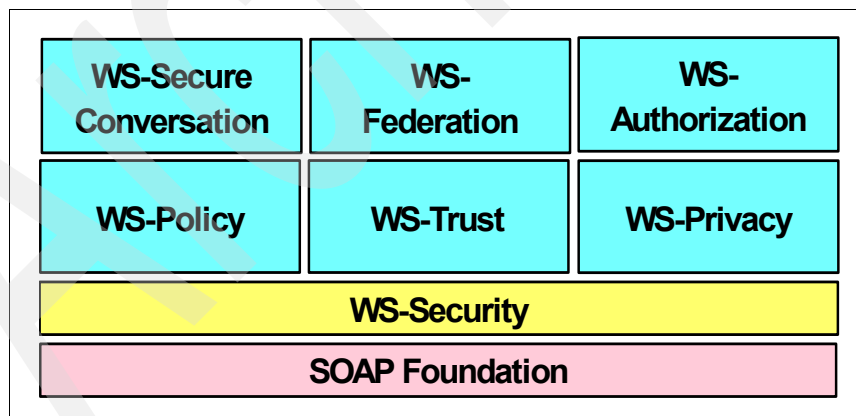 WS-Secure
Conversation
WS-
Federation
WS-
Authorization
WS-Policy
WS-Trust
WS-Privacy
WS-Security
SOAP Foundation